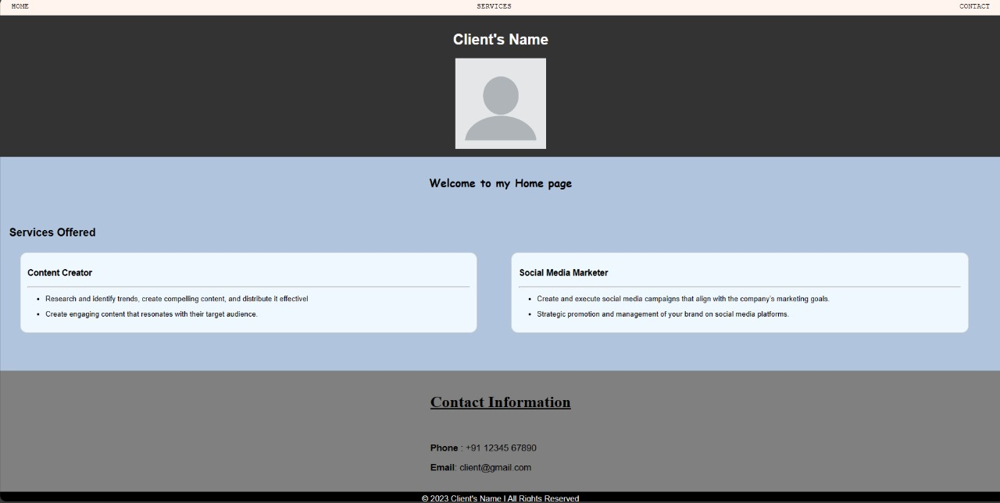 HOME SERVICES CONTACT
Client's Name
Welcome to my Home page
Services Offered
Content Creator
Research and identify trends, create compelling content, and distribute it effectivel
Create engaging content that resonates with their target audience.
Social Media Marketer
Create and execute social media campaigns that align with the company's marketing goals.
Strategic promotion and management of your brand on social media platforms.
Contact Information
Phone : +91 12345 67890
Email: client@gmail.com
© 2023 Client's Name | All Rights Reserved